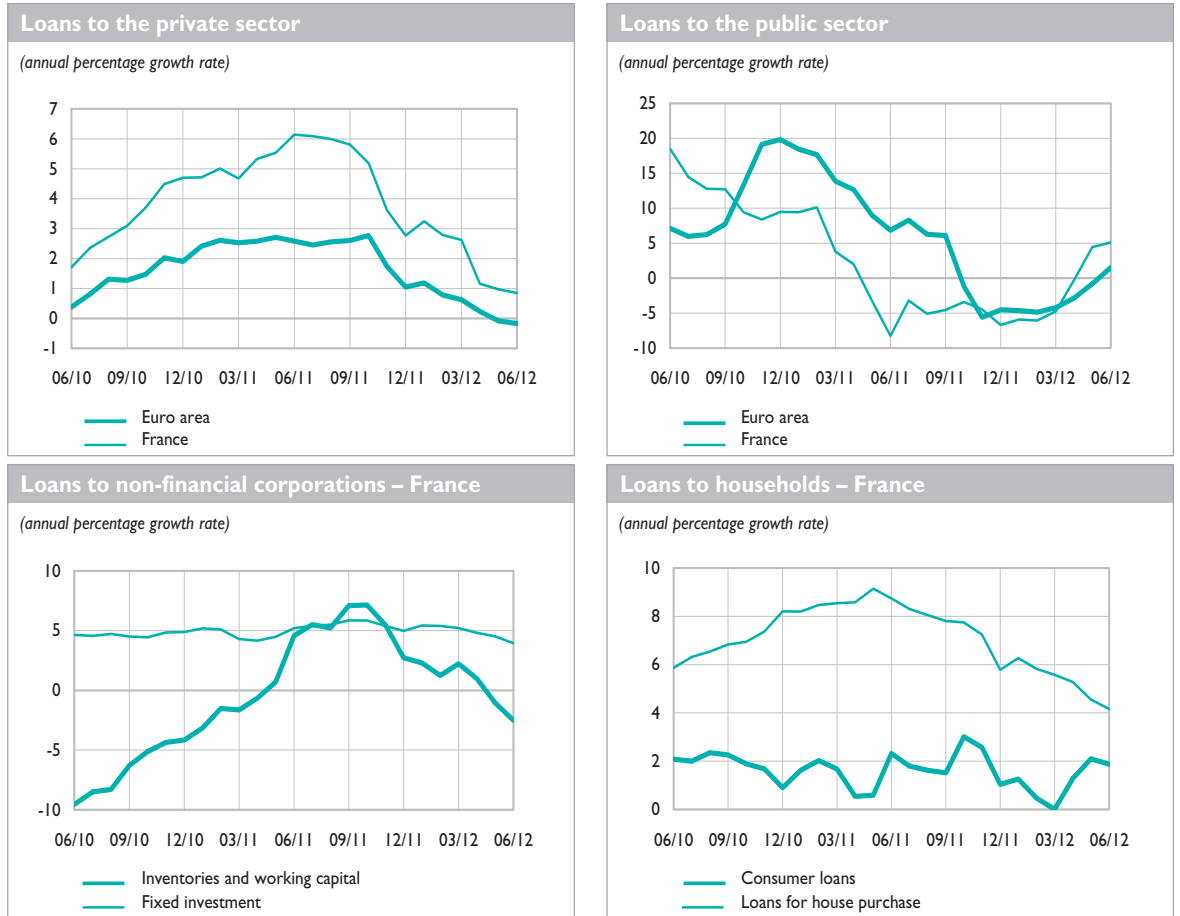 Loans to the private sector
(annual percentage growth rate)
7
6
5
4
3
2
1
0
-1
06/10 09/10 12/10 03/11 06/11 09/11 12/11 03/12 06/12
Euro area
France
Loans to the public sector
(annual percentage growth rate)
25
20
15
10
5
0
-5
-10
06/10 09/10 12/10 03/11 06/11 09/11 12/11 03/12 06/12
Euro area
France
Loans to non-financial corporations – France
(annual percentage growth rate)
10
5
0
-5
-10
06/10 09/10 12/10 03/11 06/11 09/11 12/11 03/12 06/12
Inventories and working capital
Fixed investment
Loans to households – France
(annual percentage growth rate)
10
8
6
4
2
0
06/10 09/10 12/10 03/11 06/11 09/11 12/11 03/12 06/12
Consumer loans
Loans for house purchase